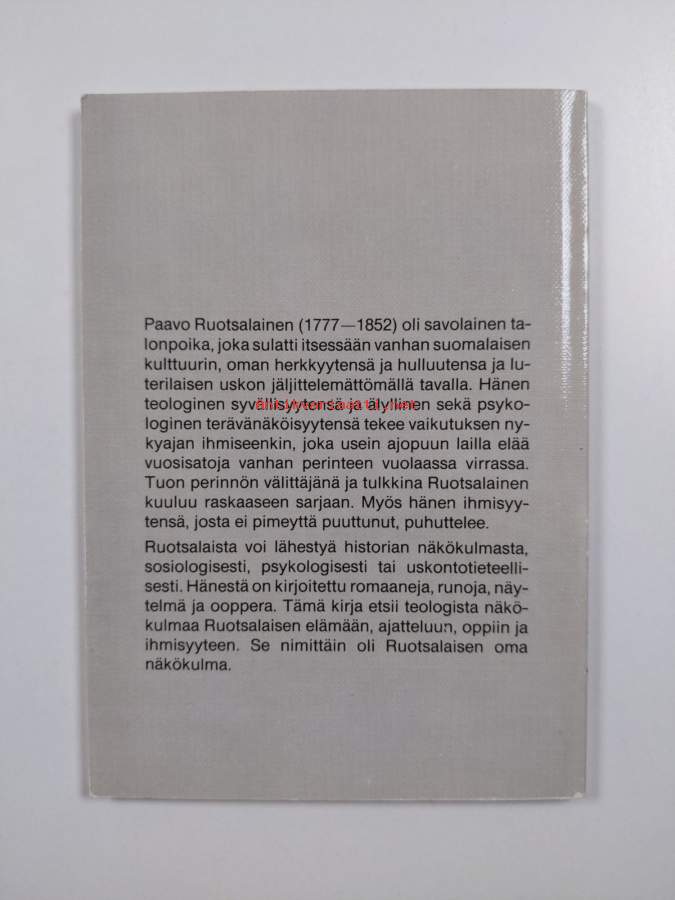 Paavo Ruotsalainen (1777—1852) oli savolainen ta-
lonpoika, joka sulatti itsessään vanhan suomalaisen
kulttuurin, oman herkkyytensä ja hulluutensa ja lu-
terilaisen uskon jäljittelemättömällä tavalla. Hänen
teologinen syvällisyytensä ja älyllinen sekä psyko-
loginen terävänäköisyytensä tekee vaikutuksen ny-
kyajan ihmiseenkin, joka usein ajopuun lailla elää
vuosisatoja vanhan perinteen vuolaassa virrassa.
Tuon perinnön välittäjänä ja tulkkina Ruotsalainen
kuuluu raskaaseen sarjaan. Myös hänen ihmisyy-
tensä, josta ei pimeyttä puuttunut, puhuttelee.
Ruotsalaista voi lähestyä historian näkökulmasta,
sosiologisesti, psykologisesti tai uskontotieteelli-
sesti. Hänestä on kirjoitettu romaaneja, runoja, näy-
telmä ja ooppera. Tämä kirja etsii teologista näkö-
kulmaa Ruotsalaisen elämään, ajatteluun, oppiin ja
ihmisyyteen. Se nimittäin oli Ruotsalaisen oma
näkökulma.